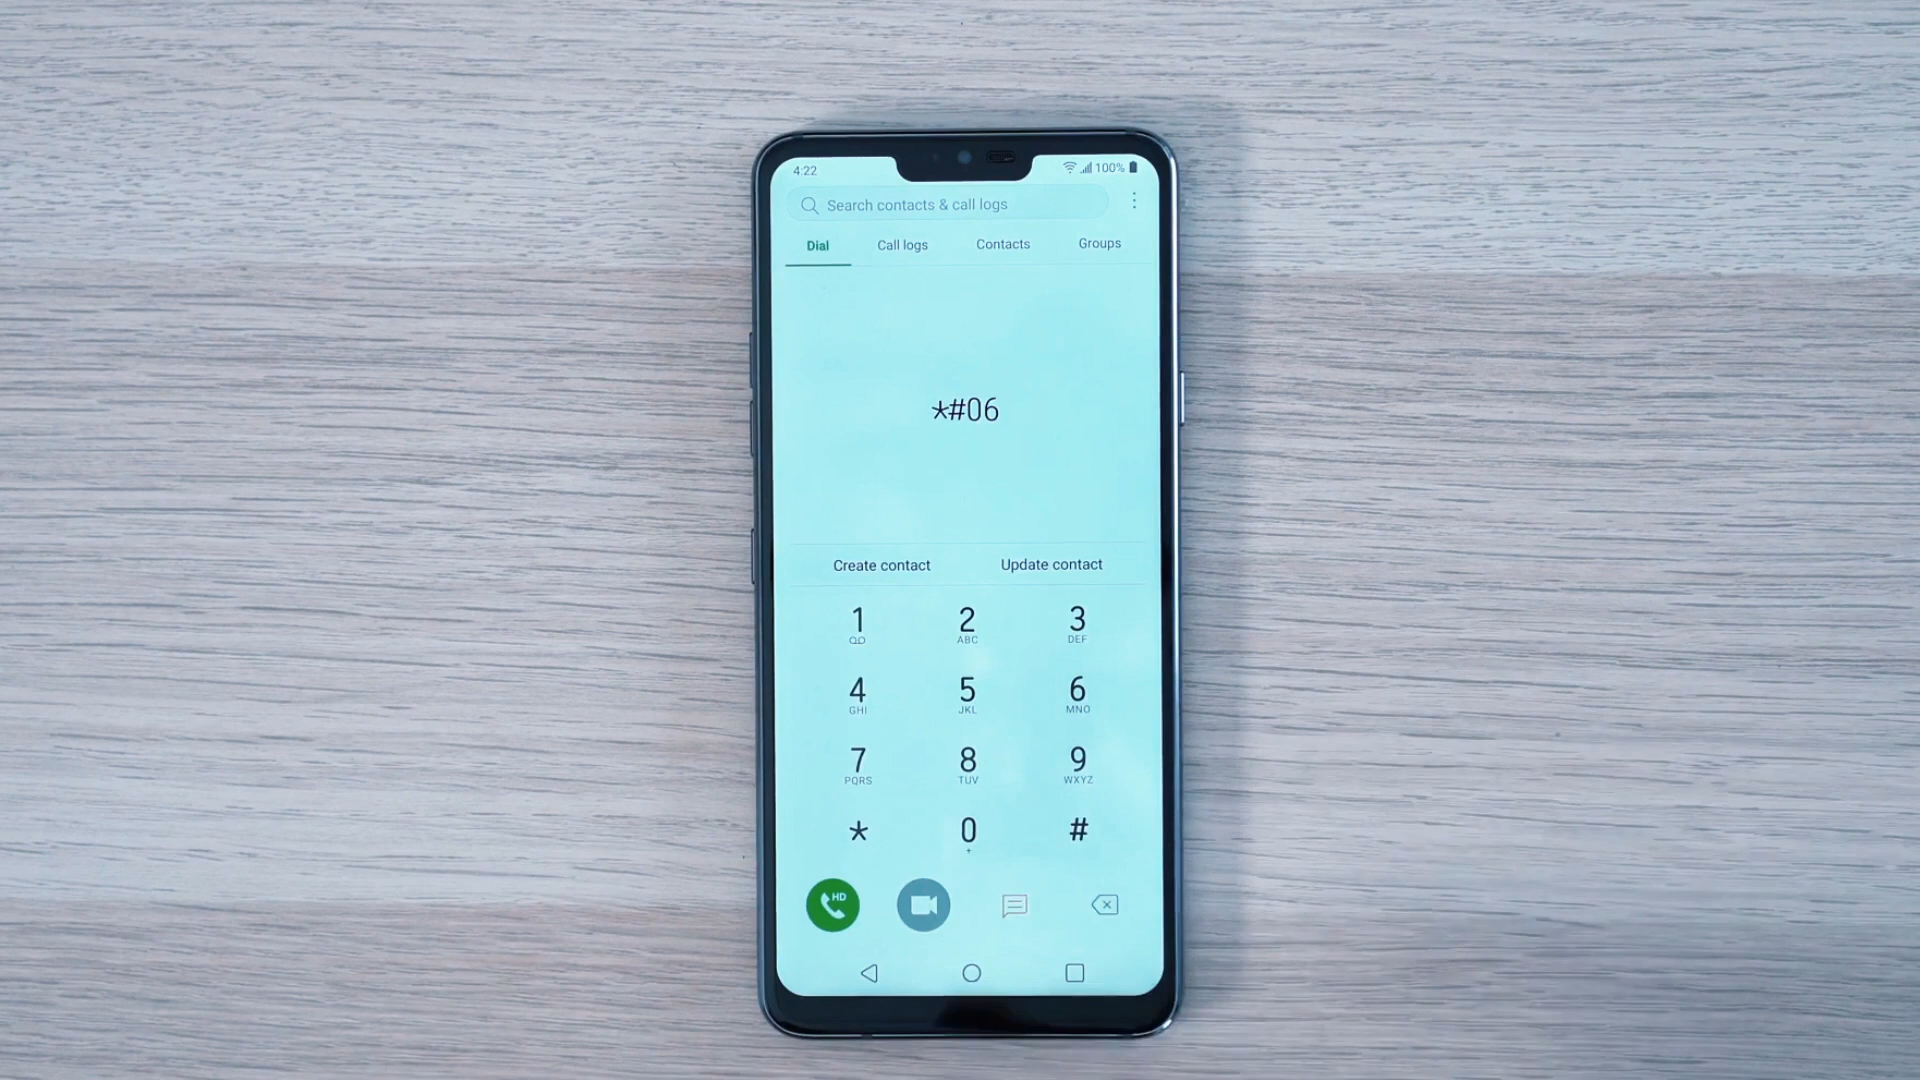 4:22 100%
Search contacts & call logs
Dial Call logs Contacts Groups
*#06
Create contact Update contact
1 2 3
ABC DEF
4 5 6
GHI JKL MNO
7 8 9
PQRS TUV WXYZ
* 0 #
+
HD